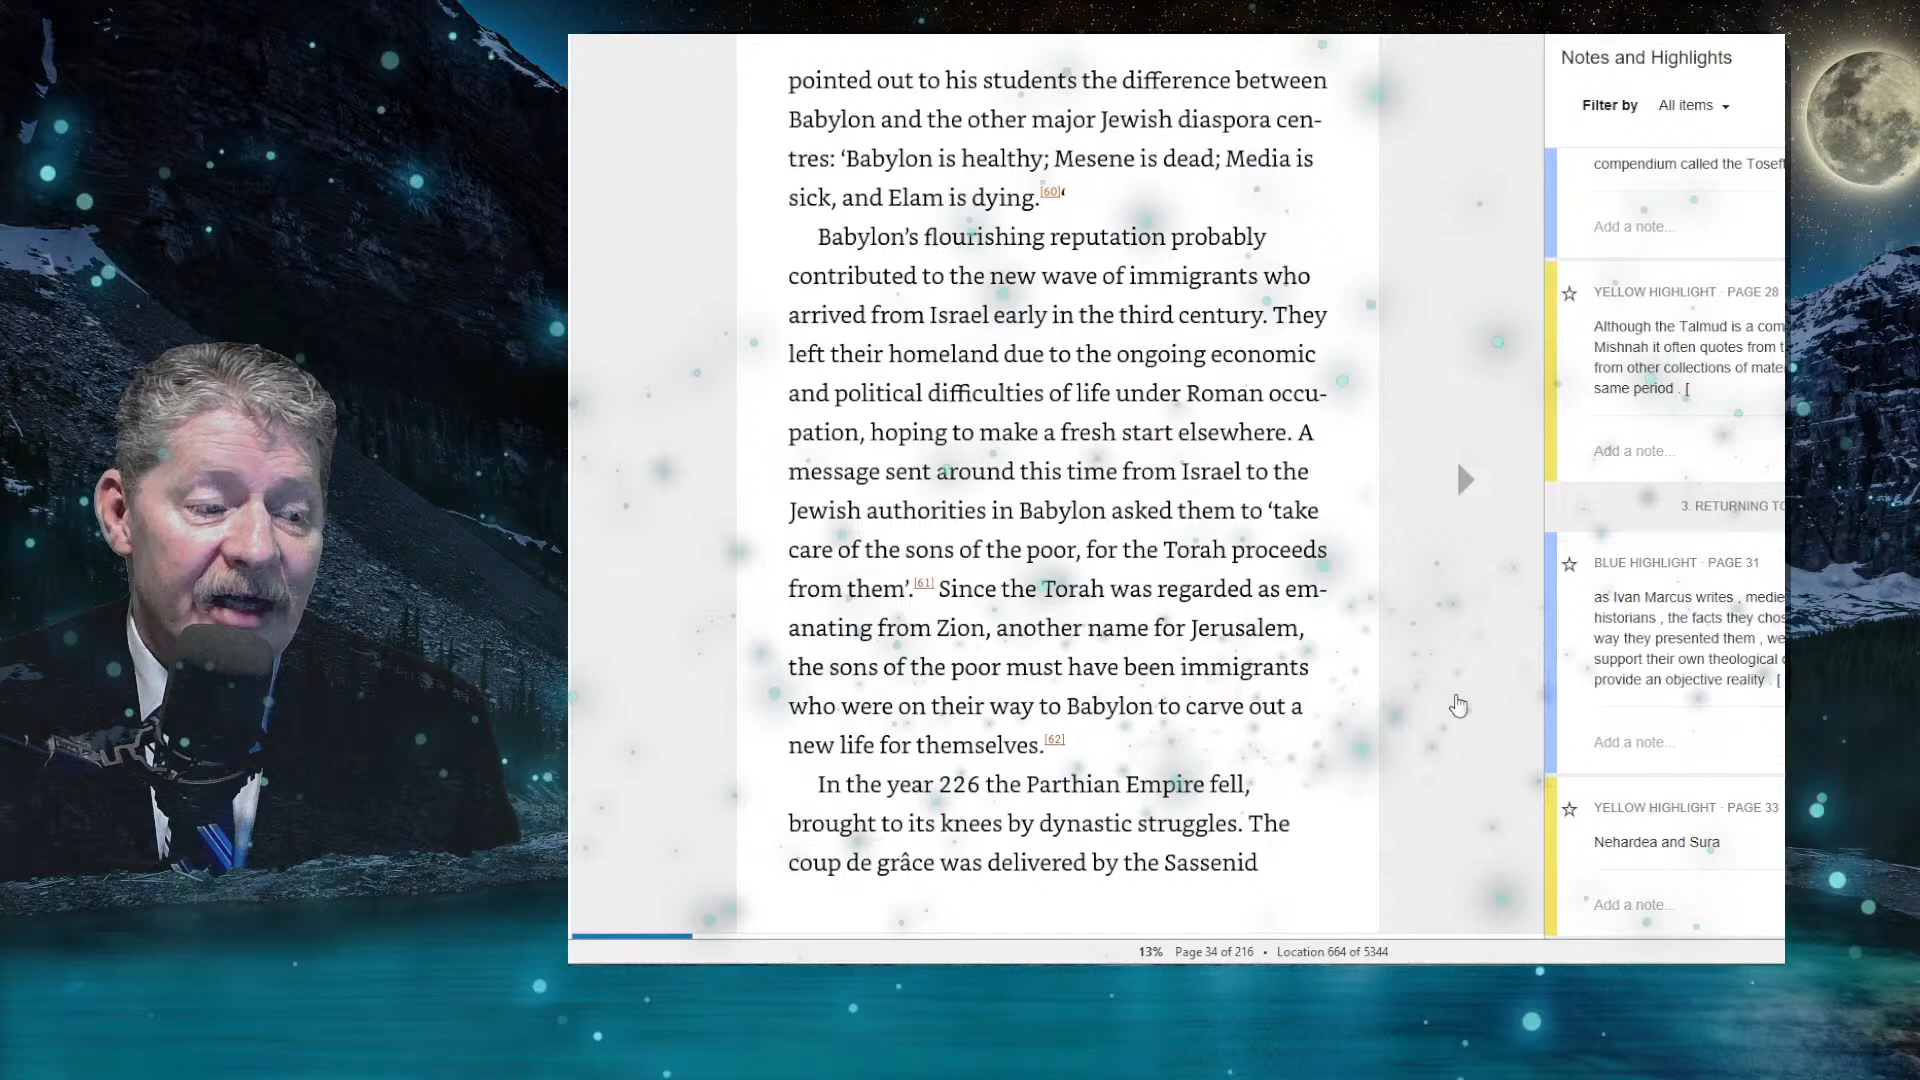 pointed out to his students the difference between
Babylon and the other major Jewish diaspora cen-
tres: ‘Babylon is healthy; Mesene is dead; Media is
sick, and Elam is dying.[60]‘
Babylon’s flourishing reputation probably
contributed to the new wave of immigrants who
arrived from Israel early in the third century. They
left their homeland due to the ongoing economic
and political difficulties of life under Roman occu-
pation, hoping to make a fresh start elsewhere. A
message sent around this time from Israel to the
Jewish authorities in Babylon asked them to ‘take
care of the sons of the poor, for the Torah proceeds
from them’.[61] Since the Torah was regarded as em-
anating from Zion, another name for Jerusalem,
the sons of the poor must have been immigrants
who were on their way to Babylon to carve out a
new life for themselves.[62]
In the year 226 the Parthian Empire fell,
brought to its knees by dynastic struggles. The
coup de grâce was delivered by the Sassenid
13% Page 34 of 216 • Location 664 of 5344
Notes and Highlights
Filter by All items
compendium called the Tosef
Add a note...
YELLOW HIGHLIGHT · PAGE 28
Although the Talmud is a com
Mishnah it often quotes from t
from other collections of mate
same period . [
Add a note...
3. RETURNING TO
BLUE HIGHLIGHT · PAGE 31
as Ivan Marcus writes , medie
historians , the facts they chos
way they presented them , we
support their own theological
provide an objective reality . [
Add a note...
YELLOW HIGHLIGHT · PAGE 33
Nehardea and Sura
Add a note...